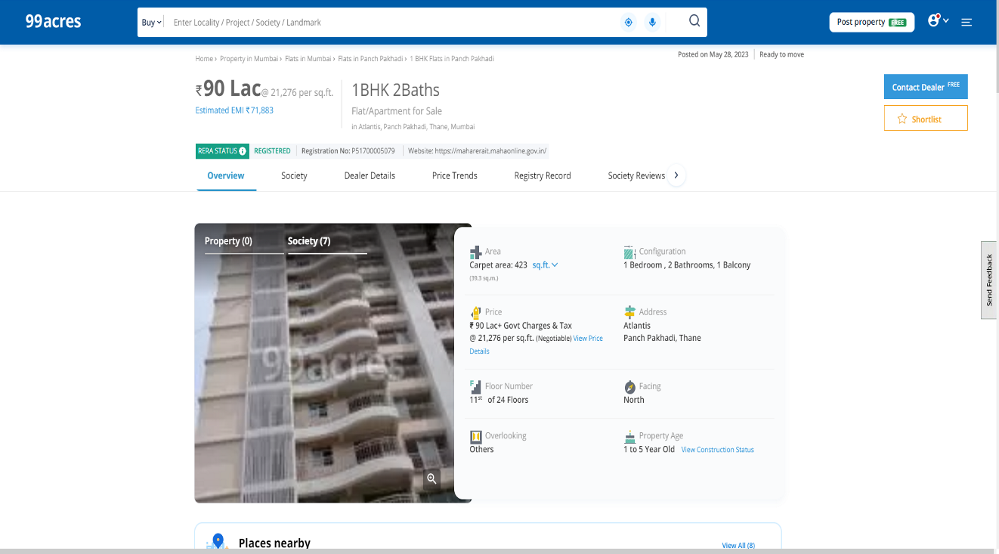 99acres
Buy Enter Locality / Project / Society / Landmark
Post property FREE
Home › Property in Mumbai › Flats in Mumbai › Flats in Panch Pakhadi › 1 BHK Flats in Panch Pakhadi
Posted on May 28, 2023 Ready to move
₹90 Lac@ 21,276 per sq.ft.
Estimated EMI ₹71,883
1BHK 2Baths
Flat/Apartment for Sale
in Atlantis, Panch Pakhadi, Thane, Mumbai
Contact Dealer FREE
Shortlist
RERA STATUS REGISTERED Registration No: P51700005079 Website: https://maharerait.mahaonline.gov.in/
Overview Society Dealer Details Price Trends Registry Record Society Reviews
Property (0) Society (7)
99acres
Area
Carpet area: 423 sq.ft.
(39.3 sq.m.)
Configuration
1 Bedroom , 2 Bathrooms, 1 Balcony
Price
₹ 90 Lac+ Govt Charges & Tax
@ 21,276 per sq.ft. (Negotiable) View Price
Details
Address
Atlantis
Panch Pakhadi, Thane
Floor Number
11st of 24 Floors
Facing
North
Overlooking
Others
Property Age
1 to 5 Year Old View Construction Status
Send Feedback
Places nearby
View All (8)